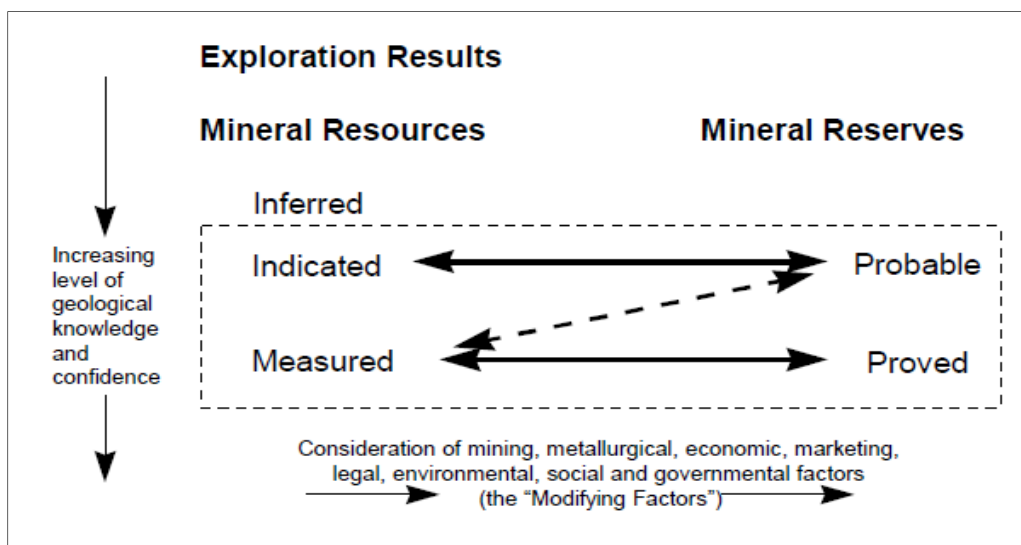 Exploration Results
Mineral Resources
Mineral Reserves
Inferred
Indicated
Probable
Measured
Proved
Increasing
level of
geological
knowledge
and
confidence
Consideration of mining, metallurgical, economic, marketing,
legal, environmental, social and governmental factors
(the “Modifying Factors”)